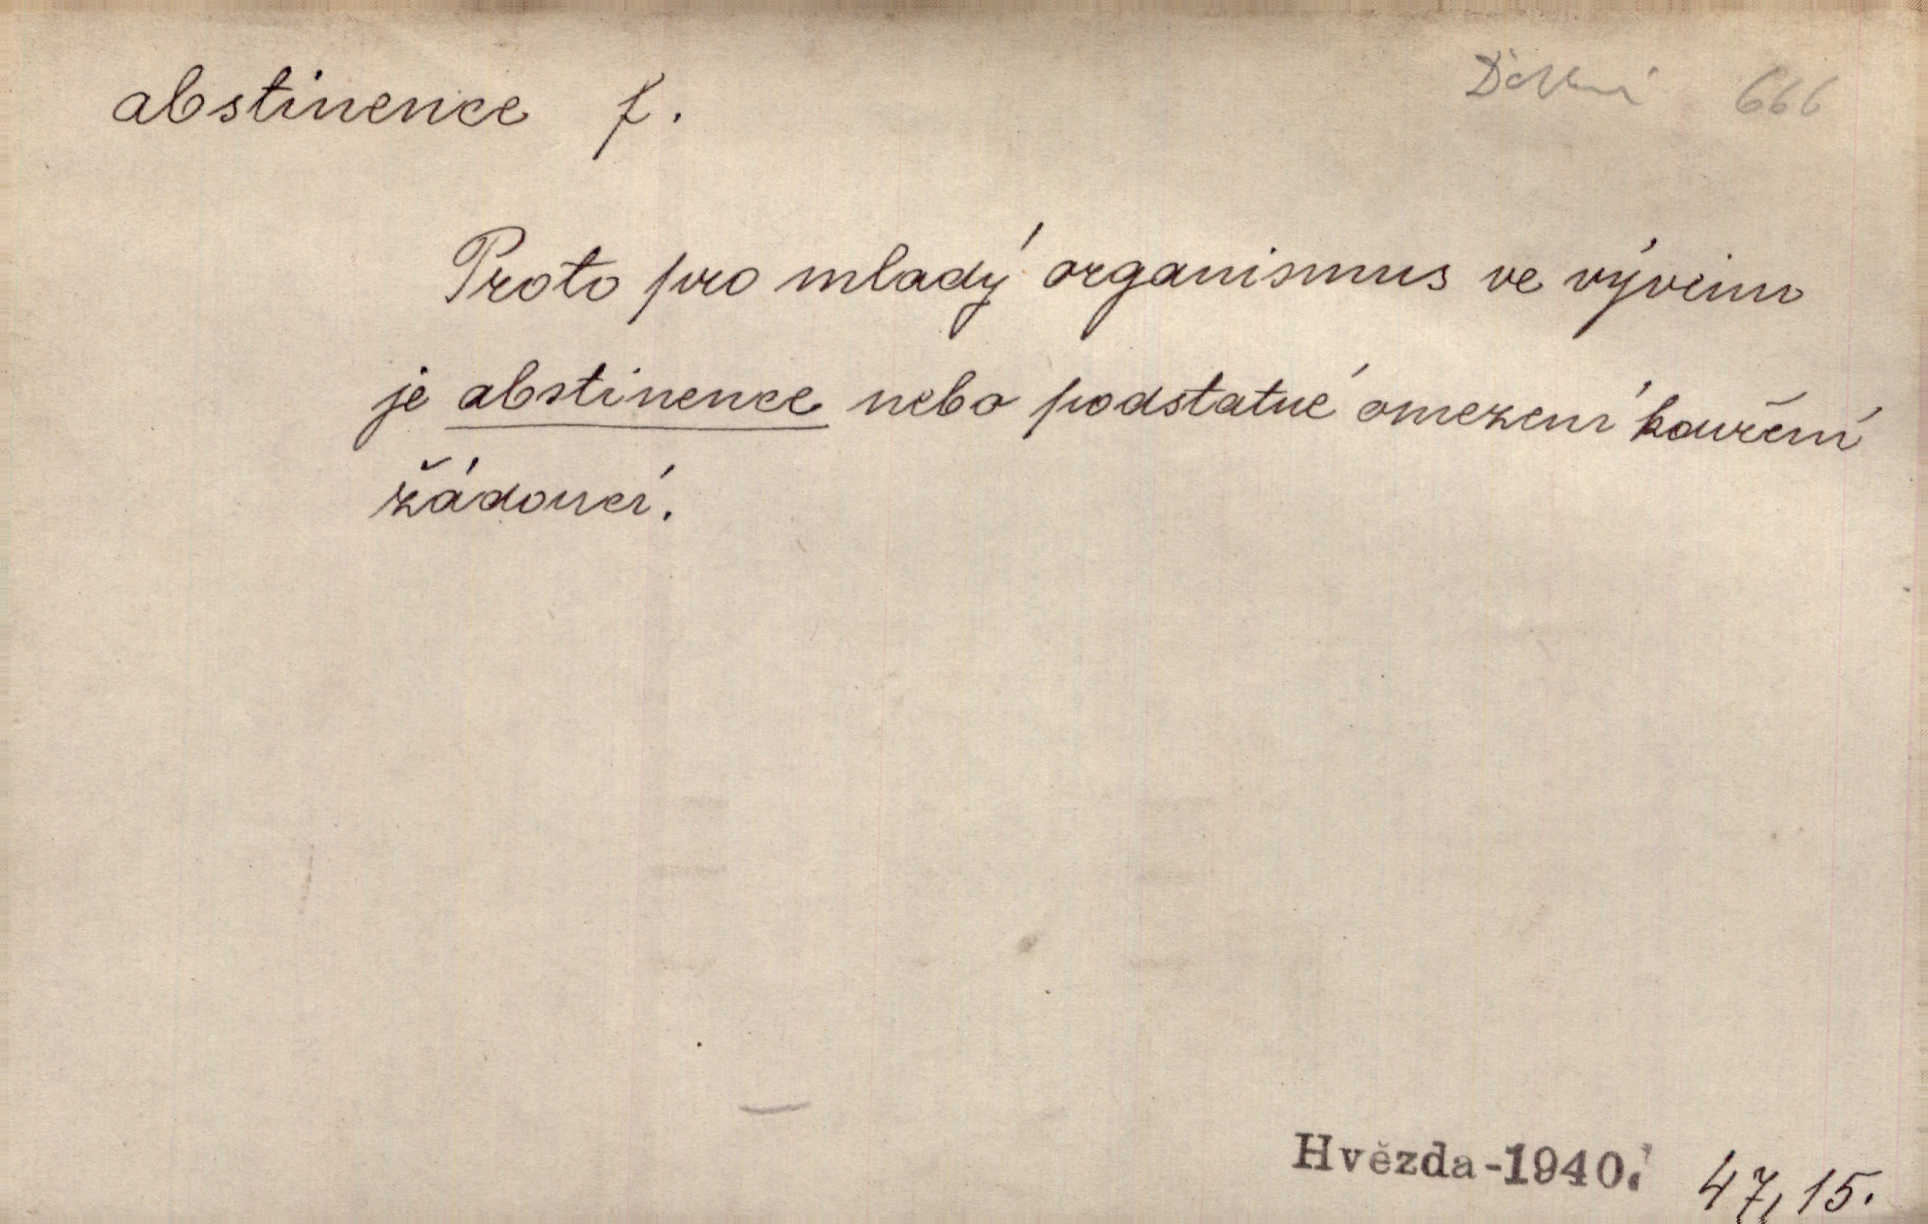 abstinence f. 666
Proto pro mladý organismus ve vývinu
je abstinence nebo podstatné omezení kouření
žádoucí.
Hvězda-1940. 47, 15.